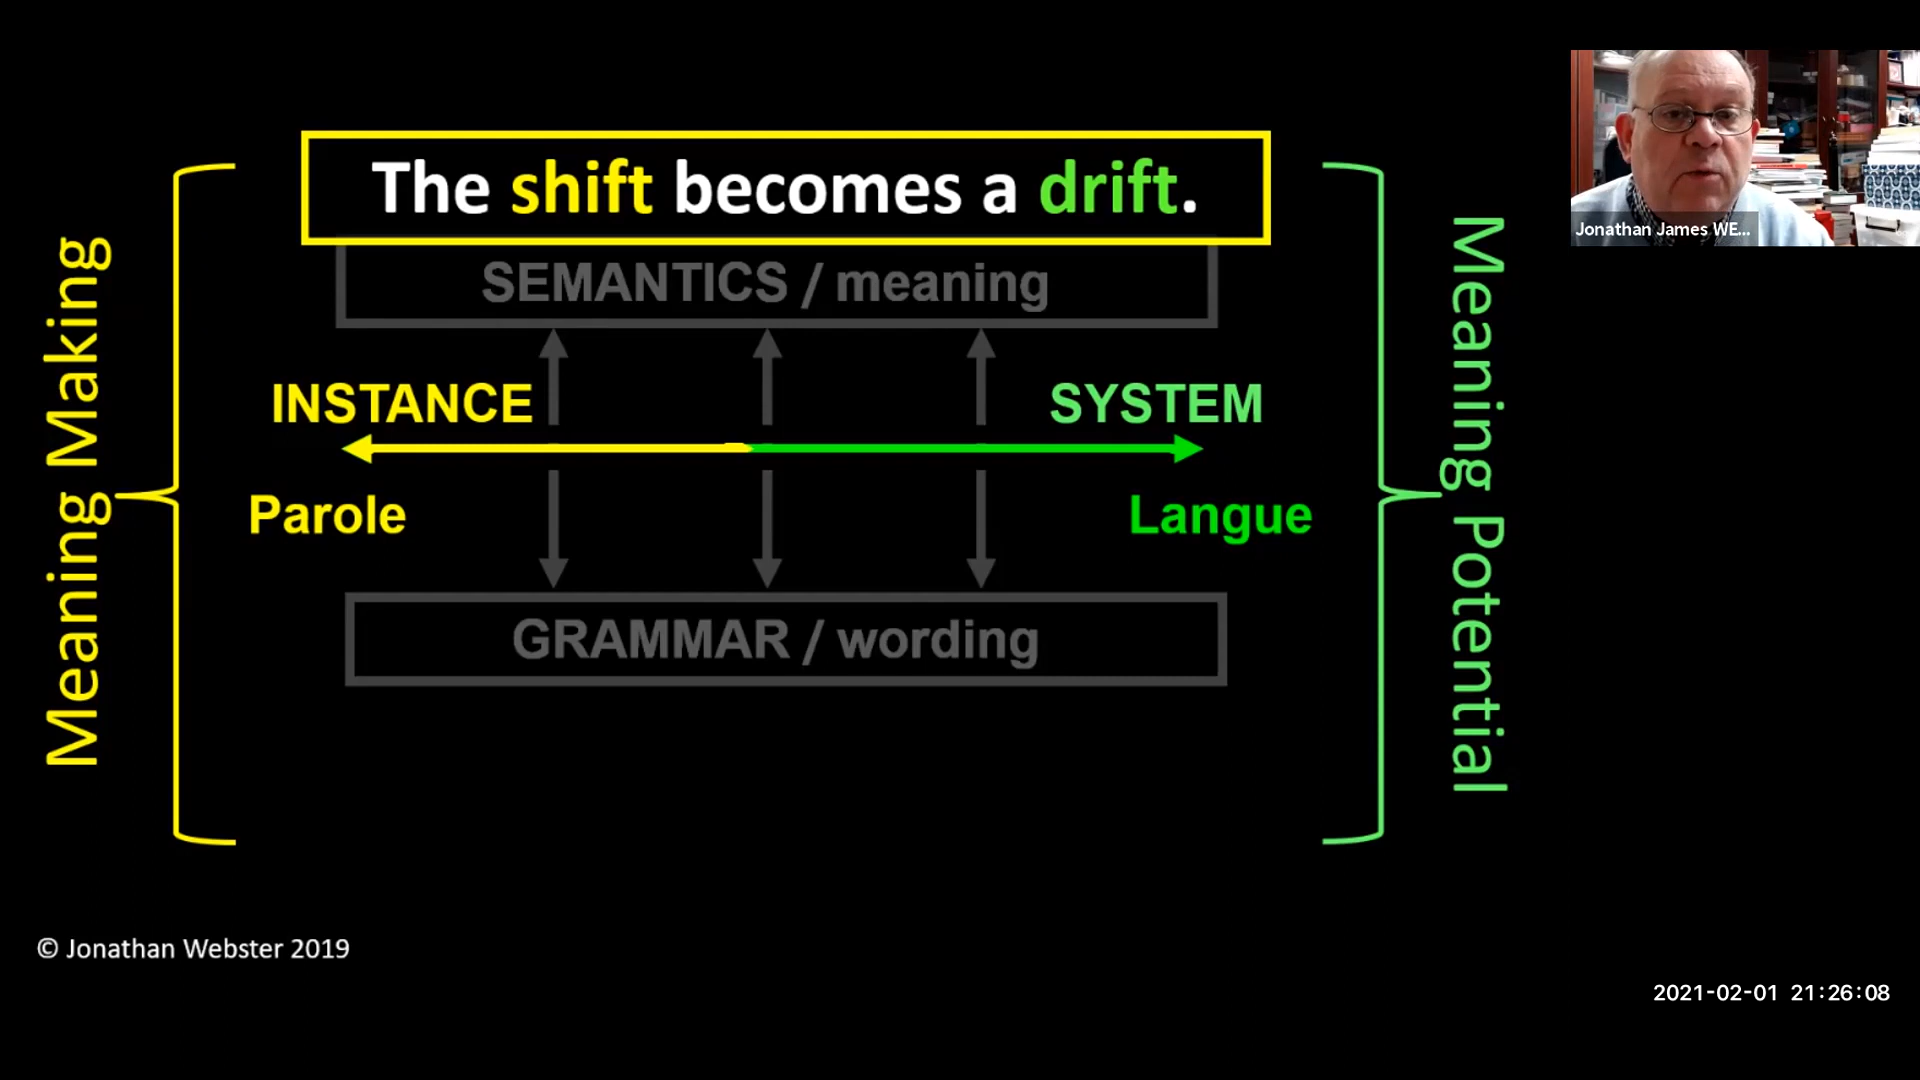 The shift becomes a drift.
Jonathan James WE...
SEMANTICS / meaning
Meaning Making
INSTANCE
SYSTEM
Parole
Langue
Meaning Potential
GRAMMAR / wording
© Jonathan Webster 2019
2021-02-01 21:26:08